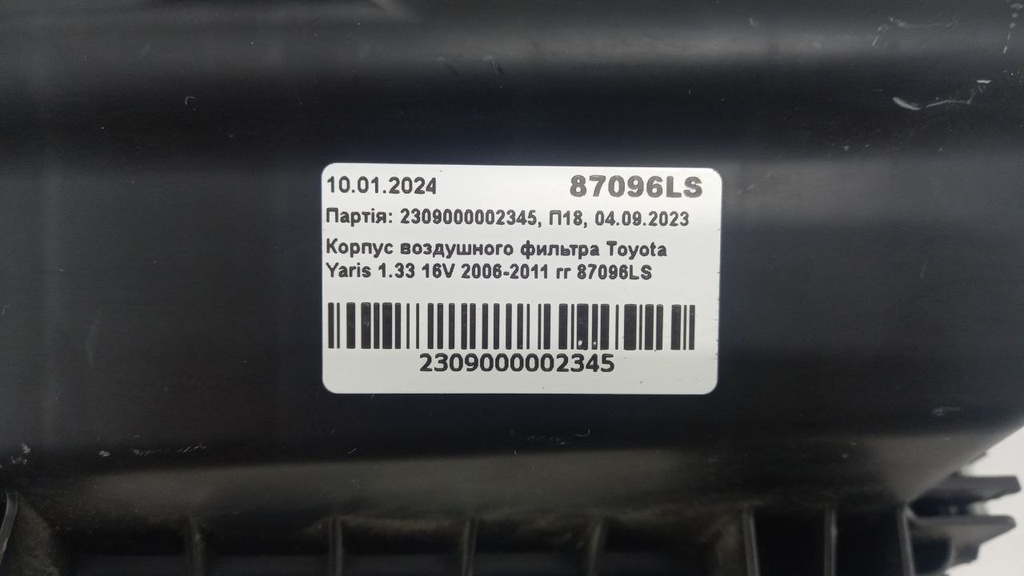 10.01.2024 87096LS
Партія: 2309000002345, П18, 04.09.2023
Корпус воздушного фильтра Toyota
Yaris 1.33 16V 2006-2011 гг 87096LS
2309000002345